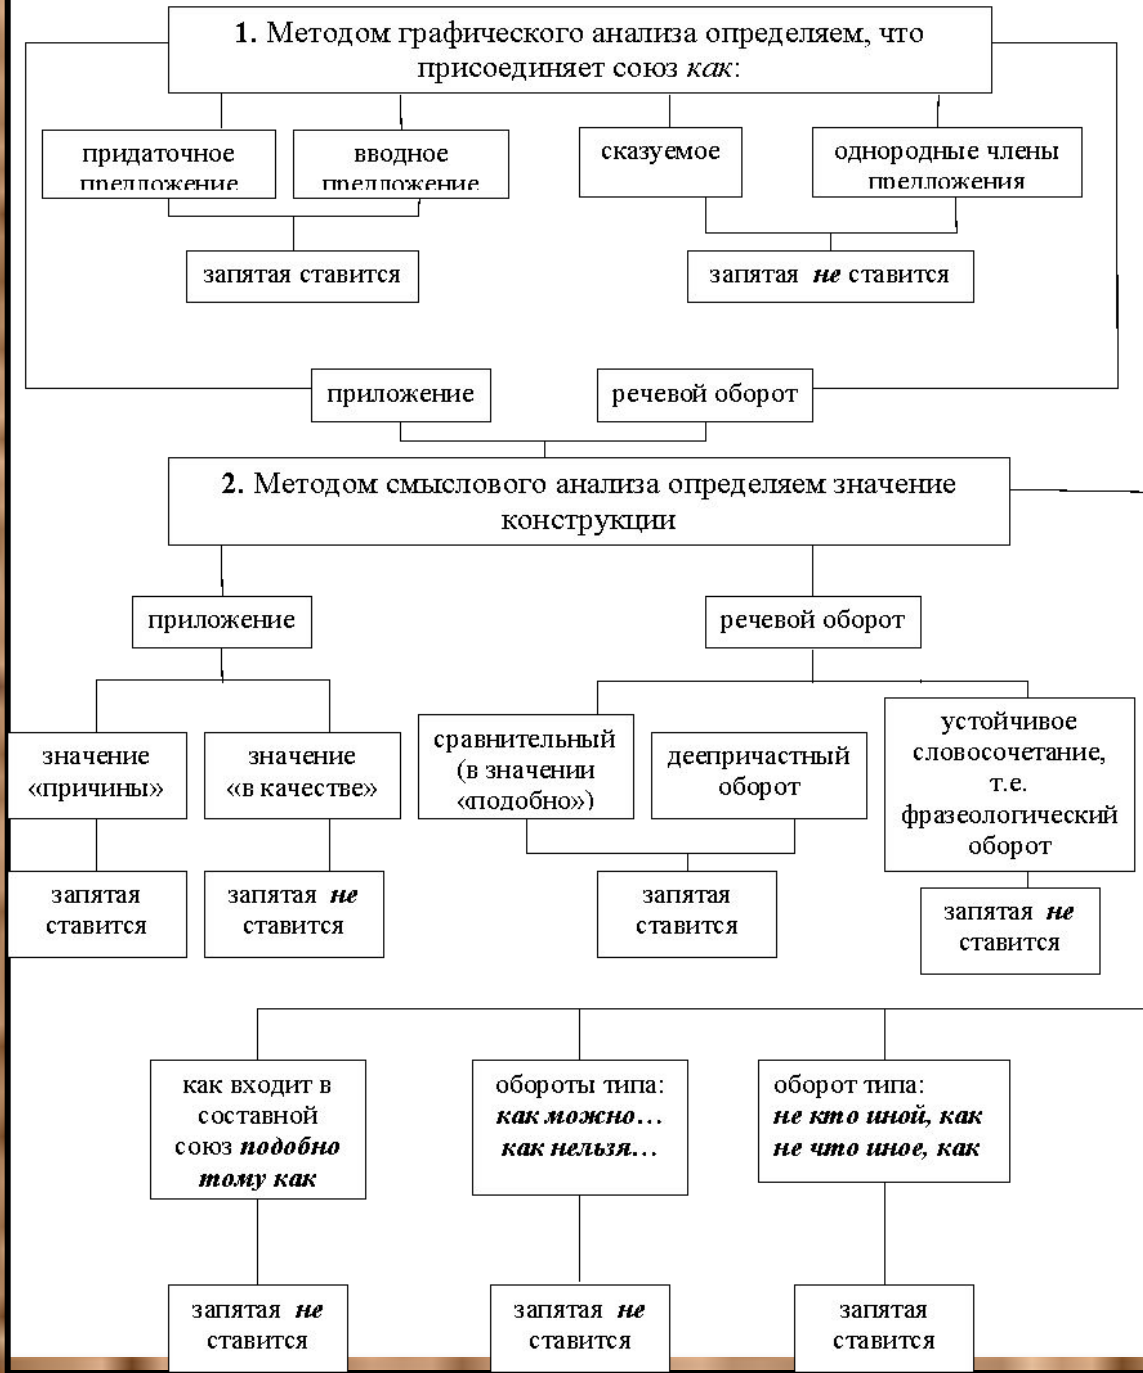 1. Методом графического анализа определяем, что
присоединяет союз как:
придаточное
предложение
вводное
предложение
сказуемое
однородные члены
предложения
запятая ставится
запятая не ставится
приложение
речевой оборот
2. Методом смыслового анализа определяем значение
конструкции
приложение
речевой оборот
значение
«причины»
значение
«в качестве»
сравнительный
(в значении
«подобно»)
деепричастный
оборот
устойчивое
словосочетание,
т.е.
фразеологический
оборот
запятая
ставится
запятая не
ставится
запятая
ставится
запятая не
ставится
как входит в
составной
союз подобно
тому как
обороты типа:
как можно...
как нельзя...
оборот типа:
не кто иной, как
не что иное, как
запятая не
ставится
запятая не
ставится
запятая
ставится